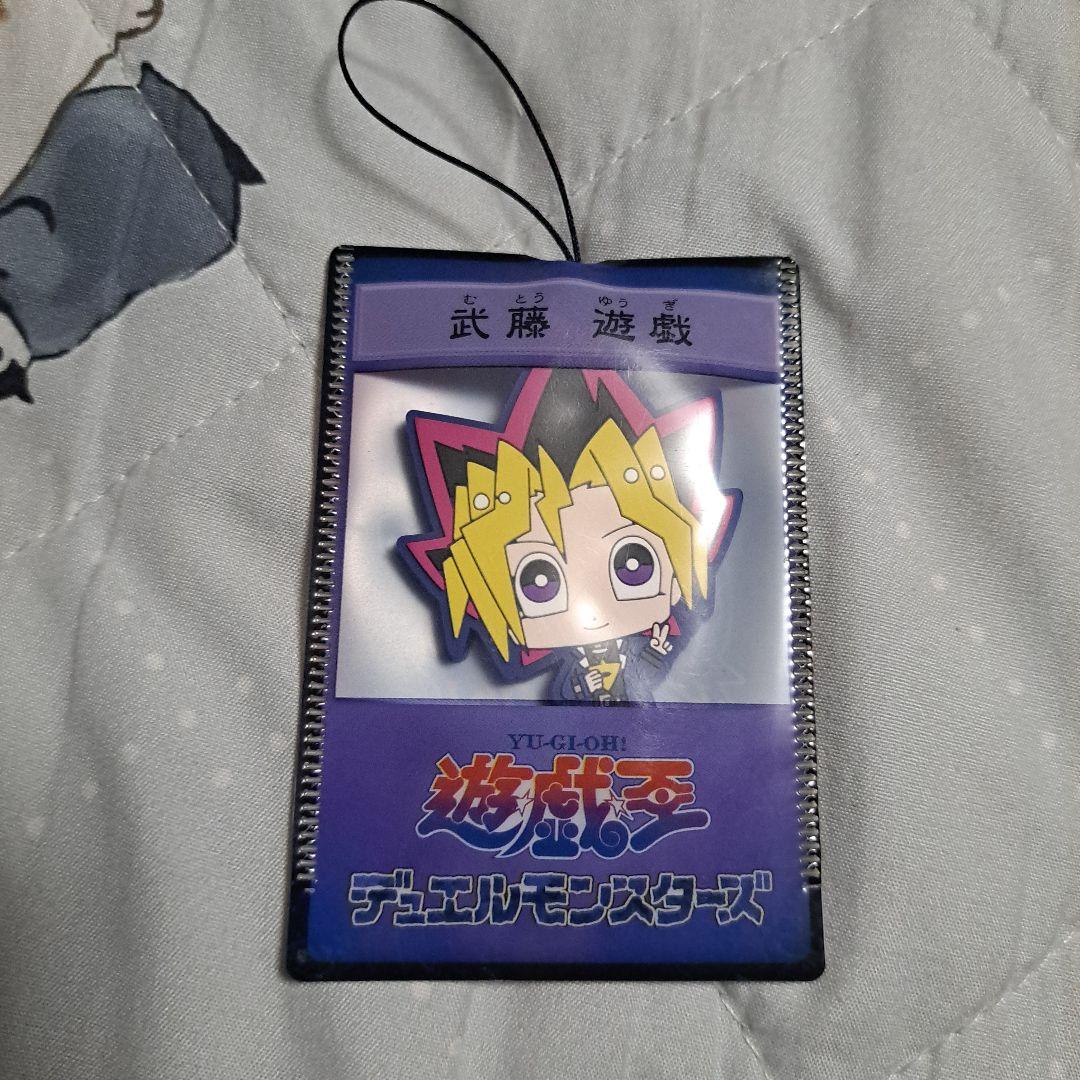 むとう ゆうぎ
武藤 遊戯
YU-GI-OH!
遊戯王
デュエルモンスターズ